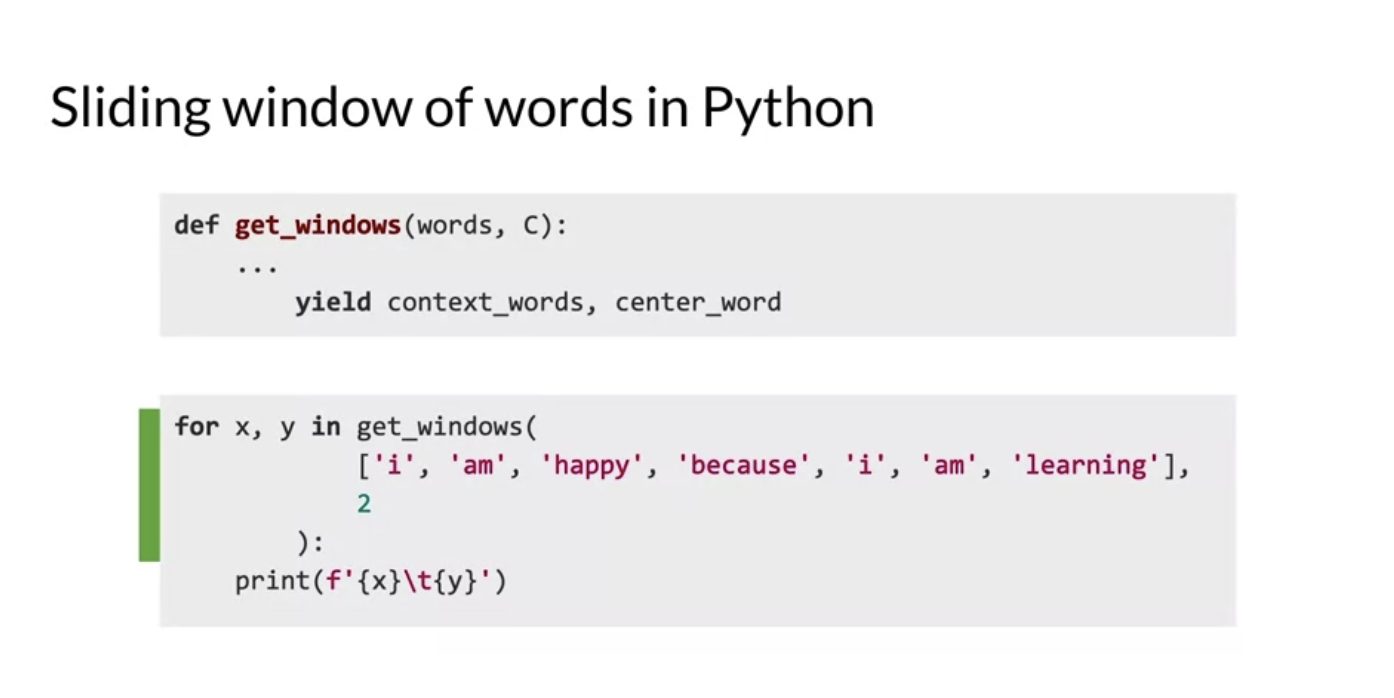 Sliding window of words in Python
def get_windows(words, C):
    ...
        yield context_words, center_word
for x, y in get_windows(
            ['i', 'am', 'happy', 'because', 'i', 'am', 'learning'],
            2
        ):
    print(f'{x}\t{y}')